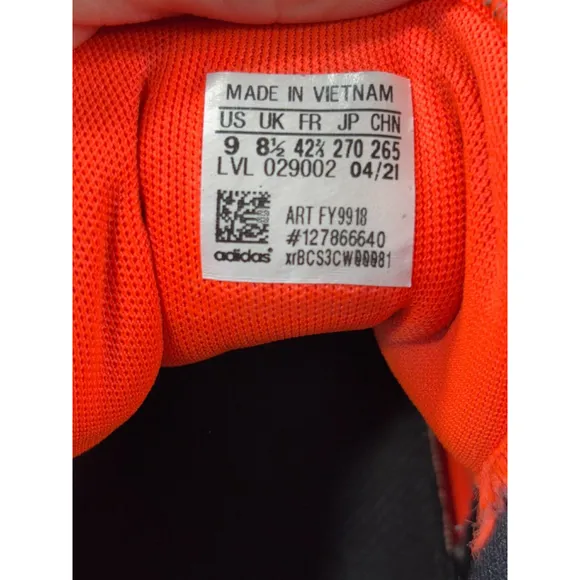 MADE IN VIETNAM
US UK FR JP CHN
9 8½ 42⅔ 270 265
LVL 029002 04/21
ART FY9918
#127866640
adidas®